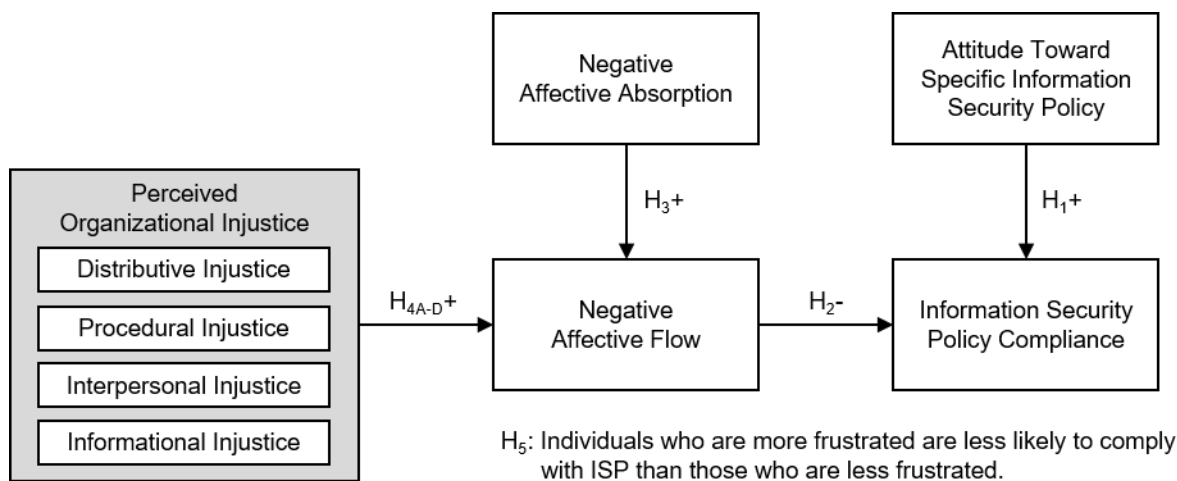 Negative
Affective Absorption
Attitude Toward
Specific Information
Security Policy
Perceived
Organizational Injustice
Distributive Injustice
Procedural Injustice
Interpersonal Injustice
Informational Injustice
H₃+
H₁+
H₄A-D+
Negative
Affective Flow
H₂-
Information Security
Policy Compliance
H₅: Individuals who are more frustrated are less likely to comply
with ISP than those who are less frustrated.